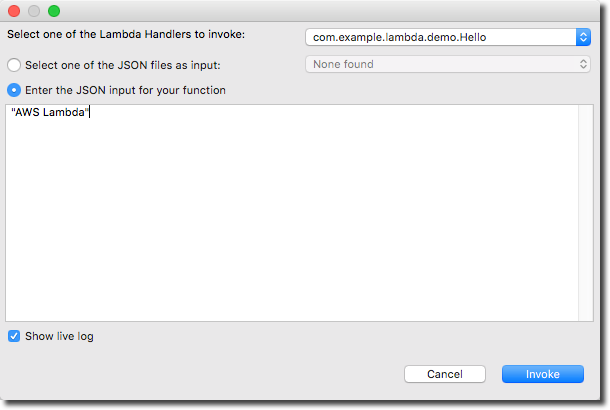 Select one of the Lambda Handlers to invoke: com.example.lambda.demo.Hello
Select one of the JSON files as input: None found
Enter the JSON input for your function
"AWS Lambda"
Show live log
Cancel Invoke